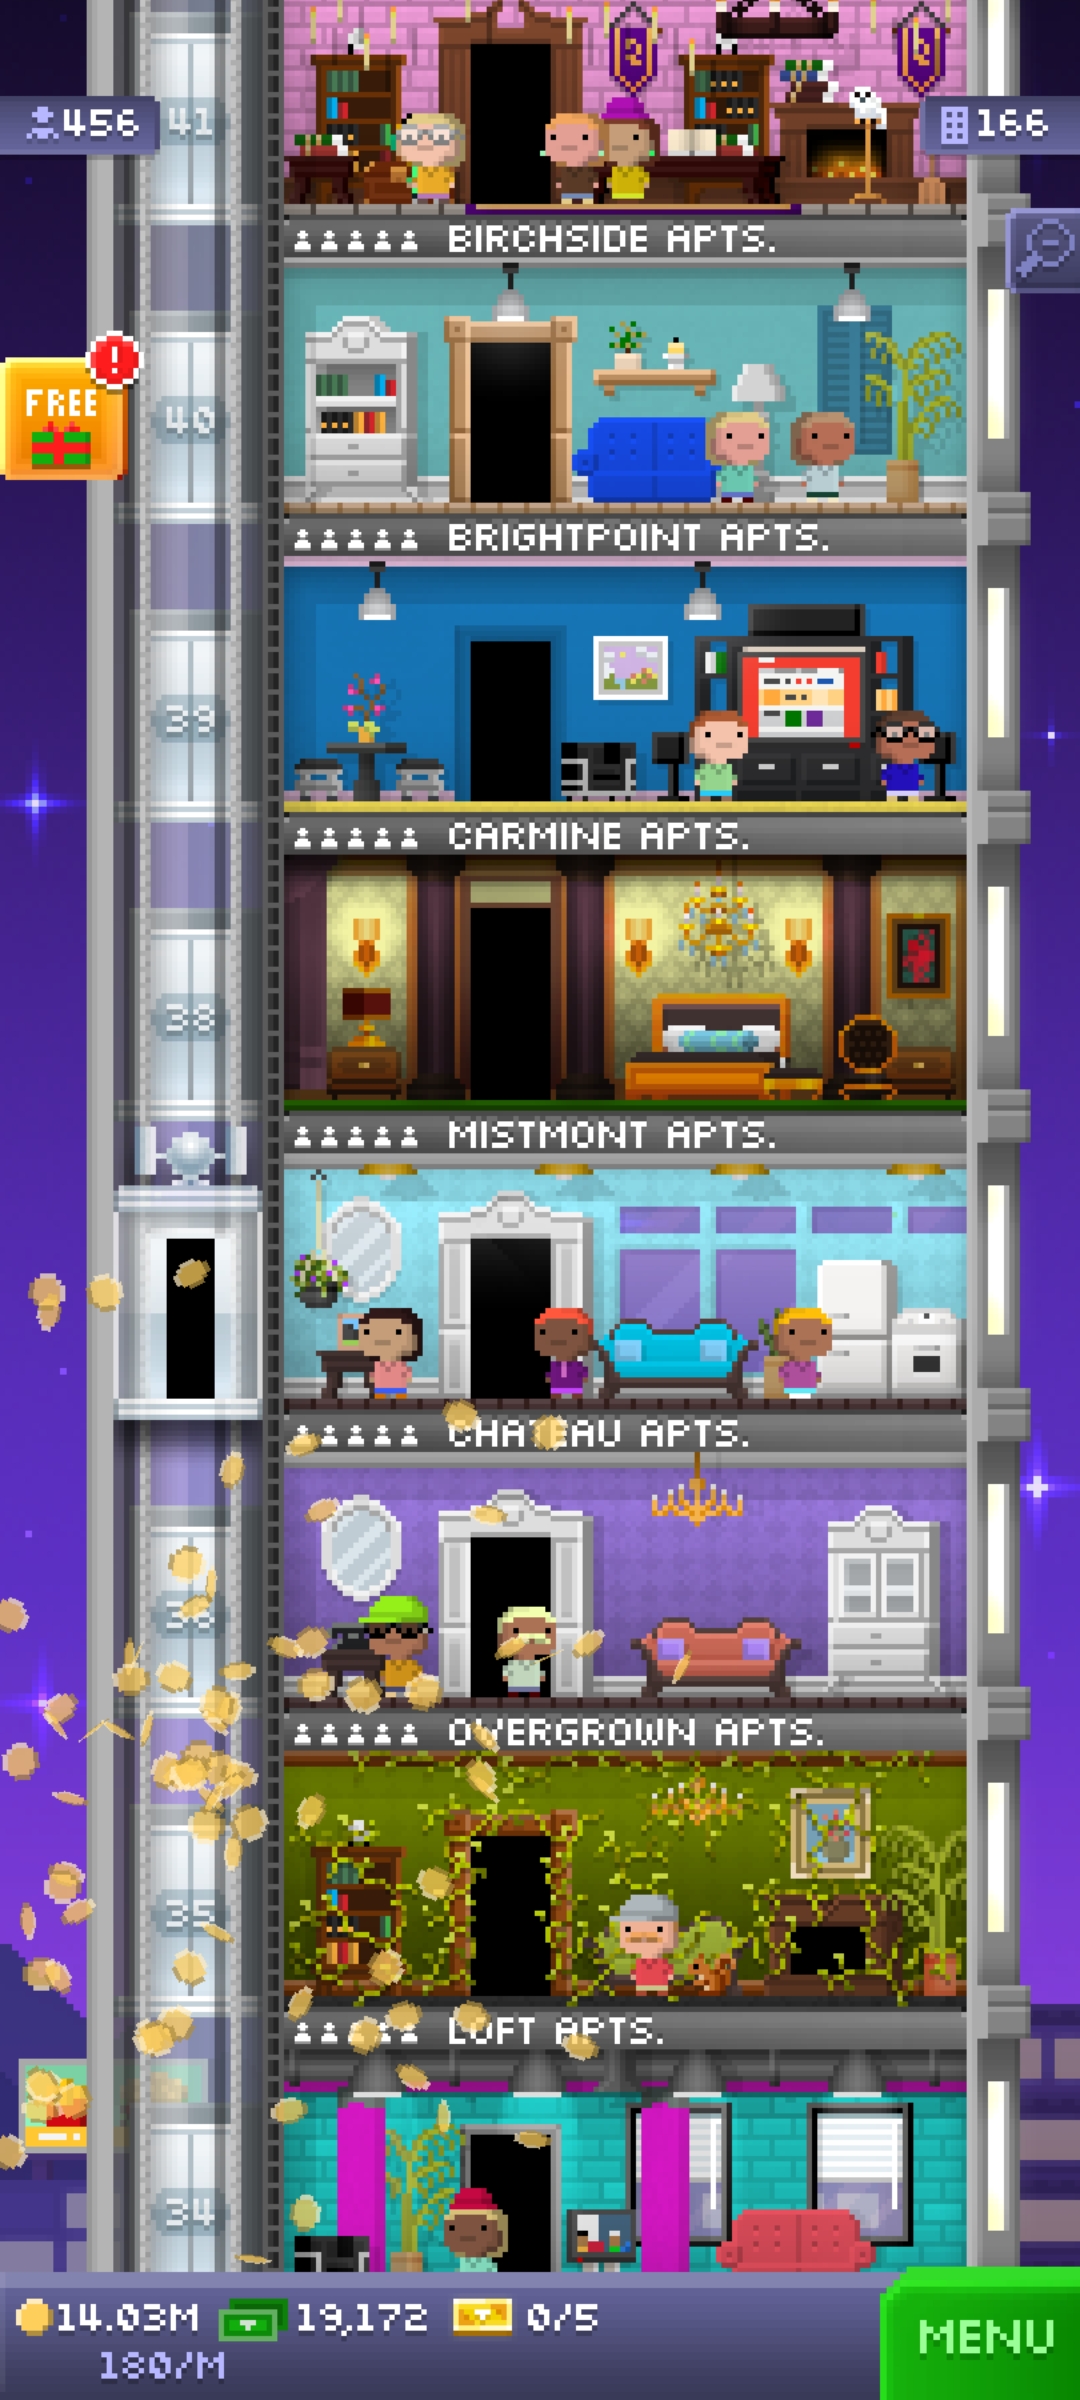 456
41
166
BIRCHSIDE APTS.
FREE
!
40
BRIGHTPOINT APTS.
39
CARMINE APTS.
38
MISTMONT APTS.
CHATEAU APTS.
36
OVERGROWN APTS.
35
LOFT APTS.
34
14.03M
19,172
0/5
180/M
MENU